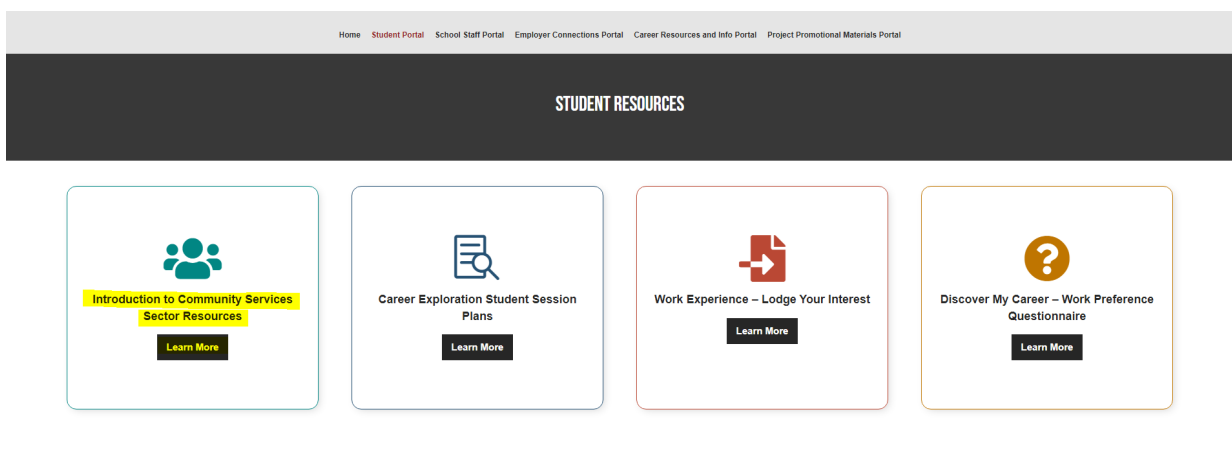 Home Student Portal School Staff Portal Employer Connections Portal Career Resources and Info Portal Project Promotional Materials Portal
STUDENT RESOURCES
Introduction to Community Services
Sector Resources
Learn More
Career Exploration Student Session
Plans
Learn More
Work Experience – Lodge Your Interest
Learn More
Discover My Career – Work Preference
Questionnaire
Learn More